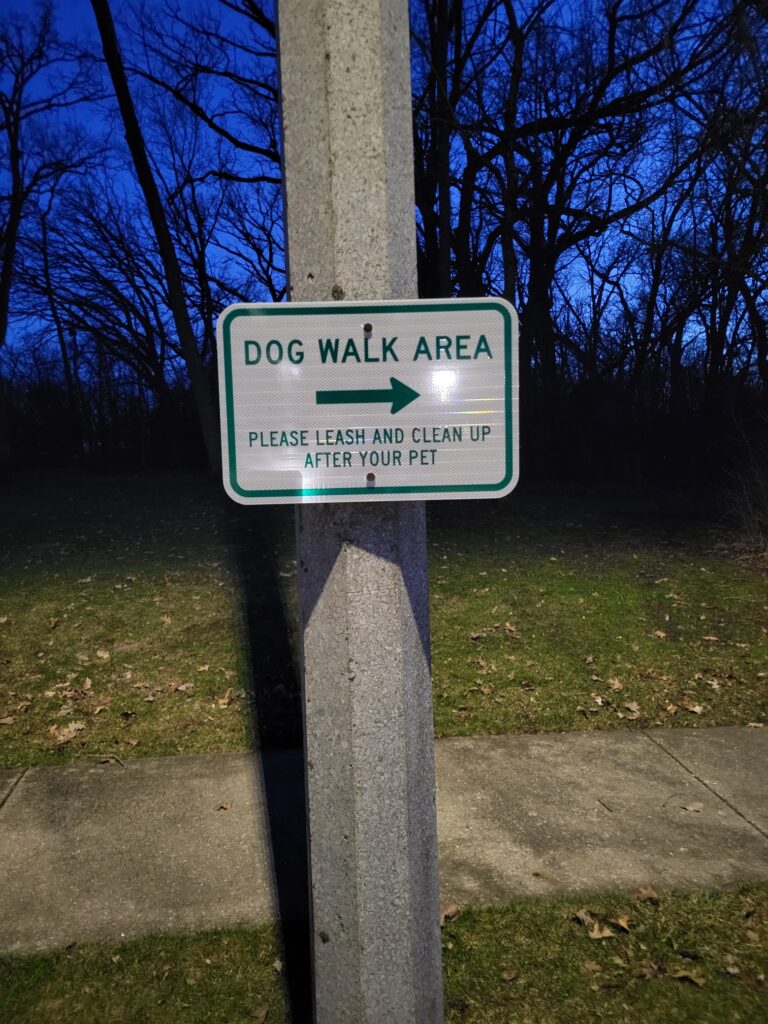 DOG WALK AREA
PLEASE LEASH AND CLEAN UP
AFTER YOUR PET